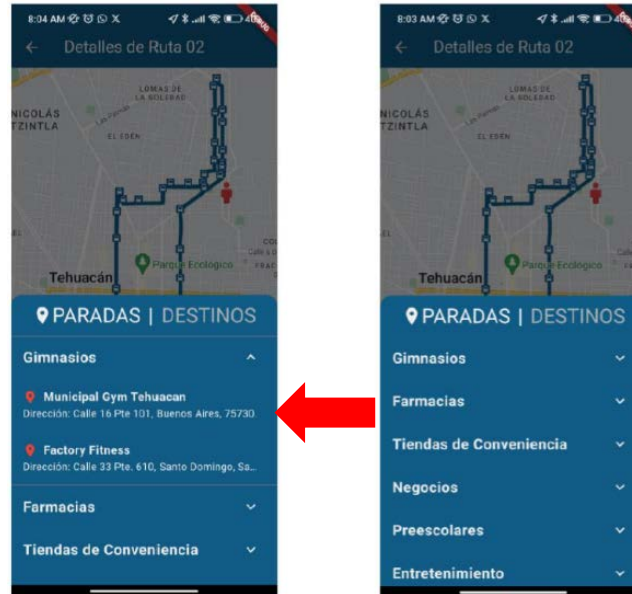 8:04 AM
Detalles de Ruta 02
LOMAS DE
LA SOLEDAD
NICOLÁS
TZINTLA
EL EDÉN
Tehuacán
Parque Ecológico
PARADAS | DESTINOS
Gimnasios
Municipal Gym Tehuacan
Dirección: Calle 16 Pte 101, Buenos Aires, 75730.
Factory Fitness
Dirección: Calle 33 Pte. 610, Santo Domingo, Sa...
Farmacias
Tiendas de Conveniencia
8:03 AM
Detalles de Ruta 02
LOMAS DE
LA SOLEDAD
NICOLÁS
TZINTLA
EL EDÉN
Tehuacán
Parque Ecológico
PARADAS | DESTINOS
Gimnasios
Farmacias
Tiendas de Conveniencia
Negocios
Preescolares
Entretenimiento